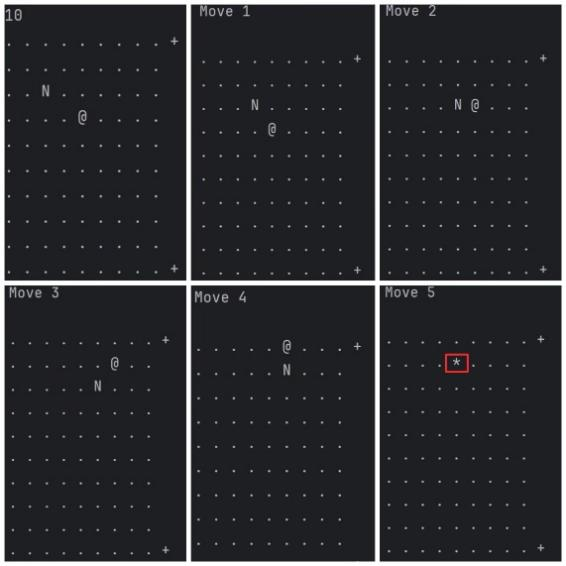 10
. . . . . . . . . +
. . . . . . . . .
. . N . . . . . .
. . . . @ . . . .
. . . . . . . . .
. . . . . . . . .
. . . . . . . . .
. . . . . . . . .
. . . . . . . . .
. . . . . . . . . +
Move 1
. . . . . . . . . +
. . . . . . . . .
. . . N . . . . .
. . . . @ . . . .
. . . . . . . . .
. . . . . . . . .
. . . . . . . . .
. . . . . . . . .
. . . . . . . . .
. . . . . . . . . +
Move 2
. . . . . . . . . +
. . . . . . . . .
. . . . N @ . . .
. . . . . . . . .
. . . . . . . . .
. . . . . . . . .
. . . . . . . . .
. . . . . . . . .
. . . . . . . . .
. . . . . . . . . +
Move 3
. . . . . . . . . +
. . . . . . @ . .
. . . . . N . . .
. . . . . . . . .
. . . . . . . . .
. . . . . . . . .
. . . . . . . . .
. . . . . . . . .
. . . . . . . . .
. . . . . . . . . +
Move 4
. . . . . @ . . . +
. . . . . N . . .
. . . . . . . . .
. . . . . . . . .
. . . . . . . . .
. . . . . . . . .
. . . . . . . . .
. . . . . . . . .
. . . . . . . . .
Move 5
. . . . . . . . . +
. . . . * . . . .
. . . . . . . . .
. . . . . . . . .
. . . . . . . . .
. . . . . . . . .
. . . . . . . . .
. . . . . . . . .
. . . . . . . . .
. . . . . . . . . +